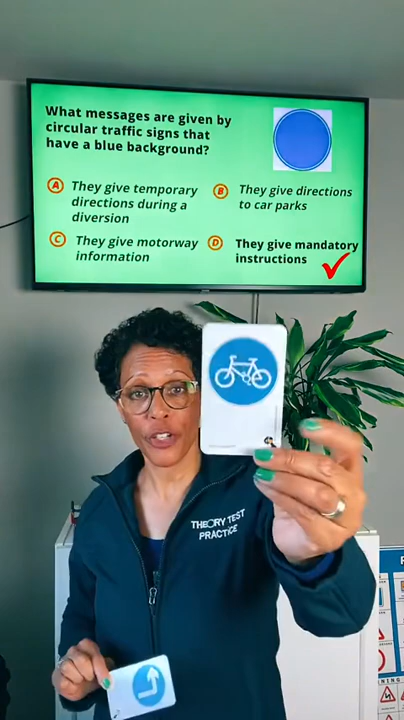 What messages are given by
circular traffic signs that
have a blue background?
A They give temporary
directions during a
diversion
B They give directions
to car parks
C They give motorway
information
D They give mandatory
instructions
THEORY TEST
PRACTICE